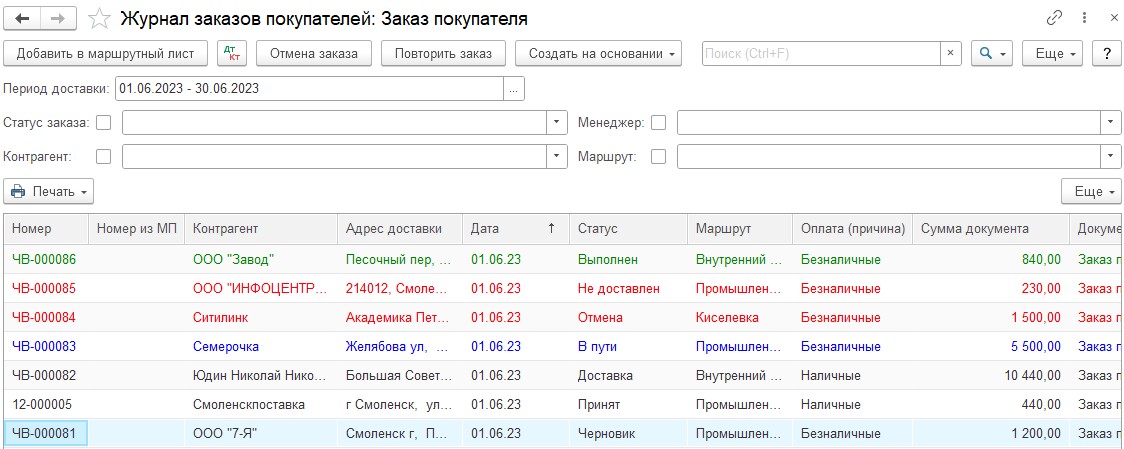 Журнал заказов покупателей: Заказ покупателя
Добавить в маршрутный лист Дт Кт Отмена заказа Повторить заказ Создать на основании Поиск (Ctrl+F) × Еще ?
Период доставки: 01.06.2023 - 30.06.2023 ...
Статус заказа: Менеджер:
Контрагент: Маршрут:
Печать Еще
Номер Номер из МП Контрагент Адрес доставки Дата ↑ Статус Маршрут Оплата (причина) Сумма документа Докуме
ЧВ-000086 ООО "Завод" Песочный пер, ... 01.06.23 Выполнен Внутренний ... Безналичные 840,00 Заказ п
ЧВ-000085 ООО "ИНФОЦЕНТР... 214012, Смоле... 01.06.23 Не доставлен Промышлен... Безналичные 230,00 Заказ п
ЧВ-000084 Ситилинк Академика Пет... 01.06.23 Отмена Киселевка Безналичные 1 500,00 Заказ п
ЧВ-000083 Семерочка Желябова ул, ... 01.06.23 В пути Промышлен... Безналичные 5 500,00 Заказ п
ЧВ-000082 Юдин Николай Нико... Большая Совет... 01.06.23 Доставка Внутренний ... Наличные 10 440,00 Заказ п
12-000005 Смоленскпоставка г Смоленск, ул... 01.06.23 Принят Наличные 440,00 Заказ п
ЧВ-000081 ООО "7-Я" Смоленск г, П... 01.06.23 Черновик Промышлен... Безналичные 1 200,00 Заказ п